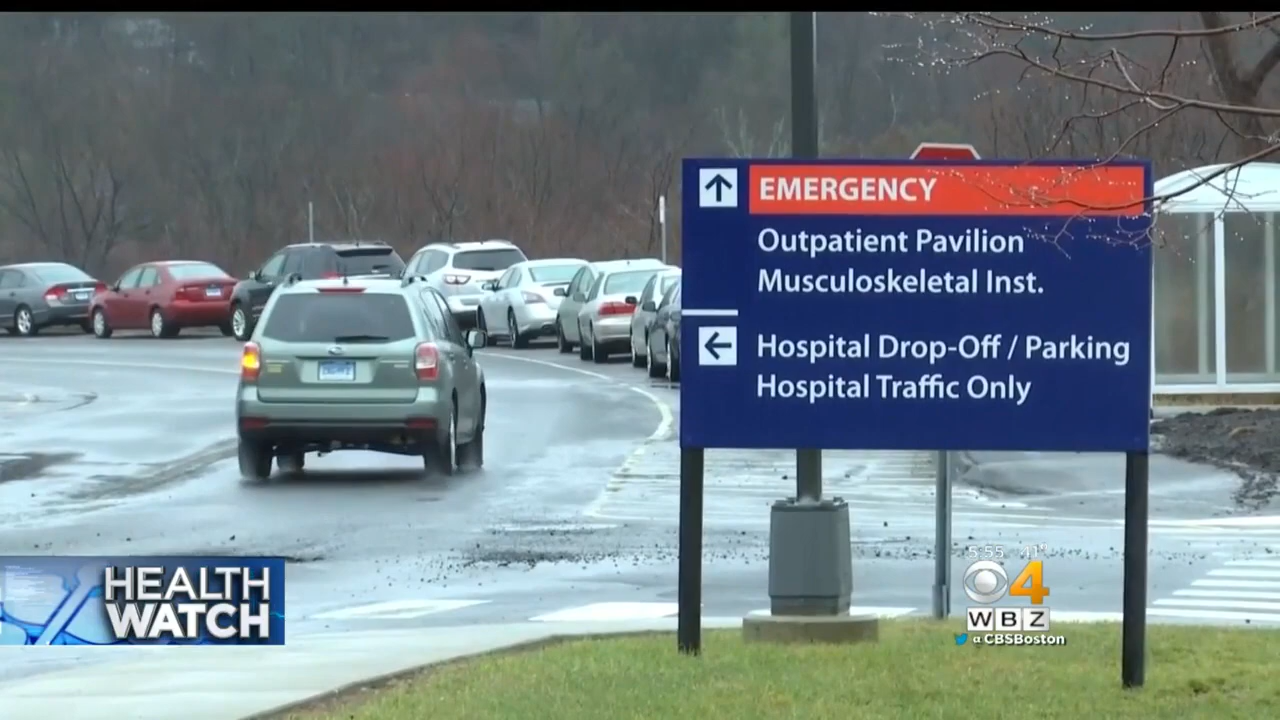 EMERGENCY
Outpatient Pavilion
Musculoskeletal Inst.
Hospital Drop-Off / Parking
Hospital Traffic Only
HEALTH
WATCH
5:55 41°
4
WBZ
@CBSBoston